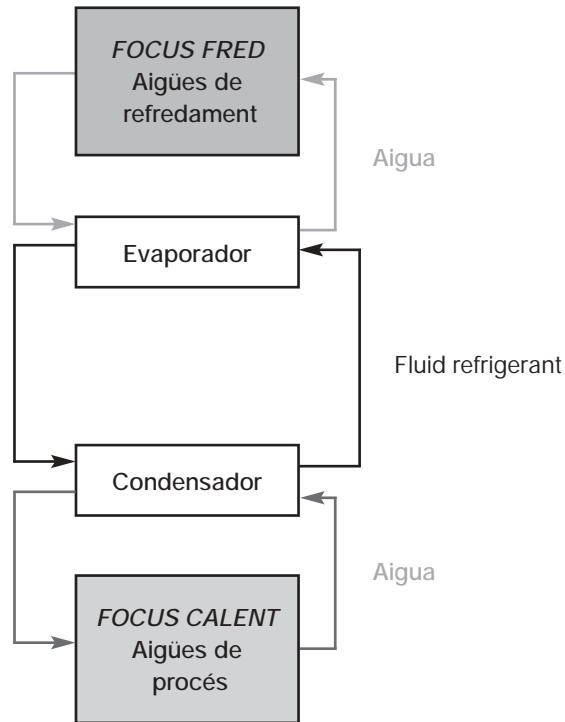 FOCUS FRED
Aigües de
refredament
Aigua
Evaporador
Fluid refrigerant
Condensador
Aigua
FOCUS CALENT
Aigües de
procés